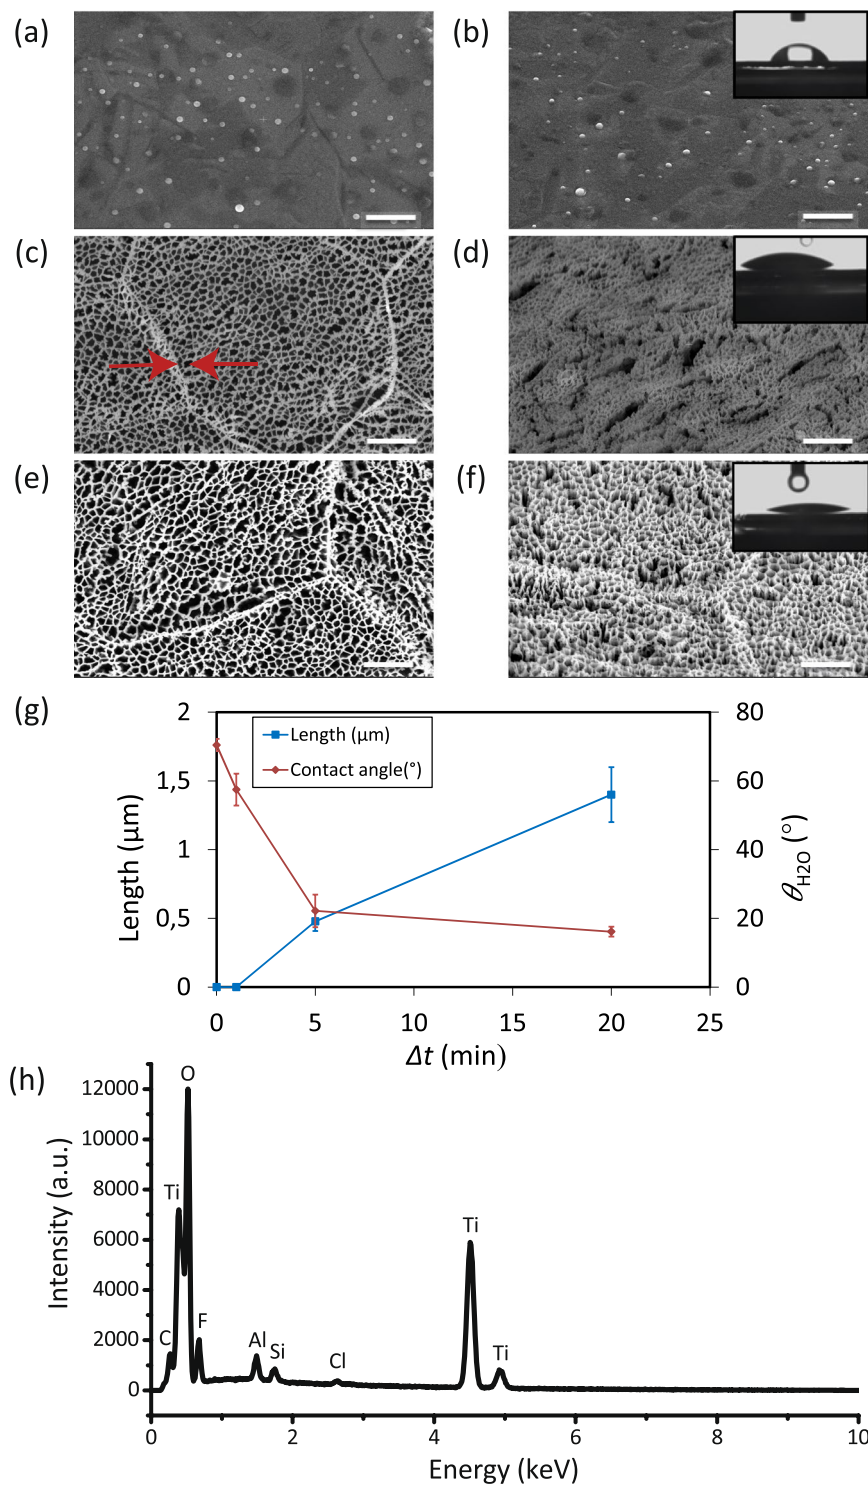 (a)
(b)
(c)
(d)
(e)
(f)
(g)
2
1,5
1
0,5
0
Length (μm)
Length (μm)
Contact angle(°)
80
60
40
20
0
θH2O (°)
0
5
10
15
20
25
Δt (min)
(h)
12000
10000
8000
6000
4000
2000
0
Intensity (a.u.)
O
Ti
C
F
Al
Si
Cl
Ti
Ti
0
2
4
6
8
10
Energy (keV)